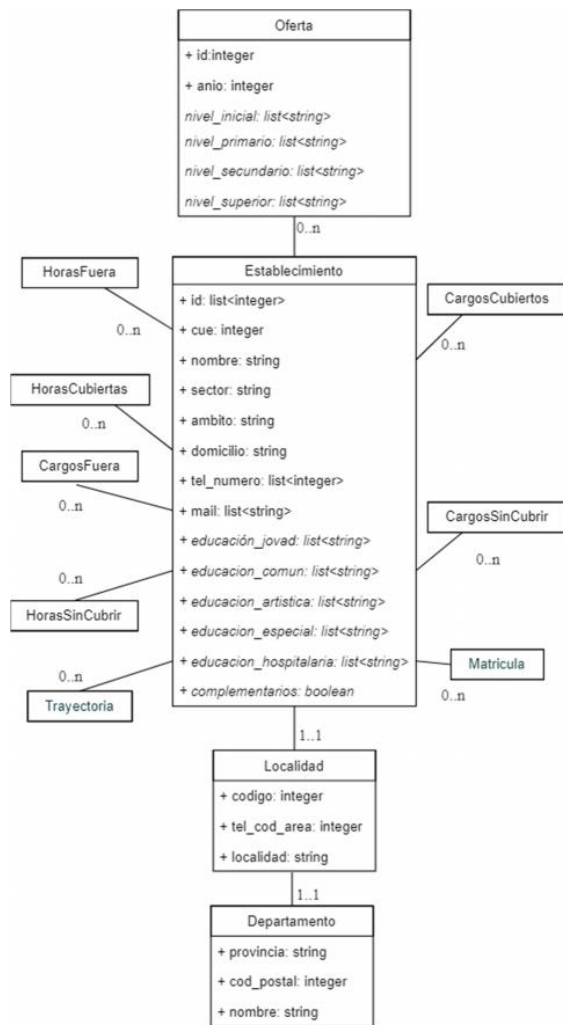 Oferta
+ id:integer
+ anio: integer
nivel_inicial: list<string>
nivel_primario: list<string>
nivel_secundario: list<string>
nivel_superior: list<string>
0..n
Establecimiento
+ id: list<integer>
+ cue: integer
+ nombre: string
+ sector: string
+ ambito: string
+ domicilio: string
+ tel_numero: list<integer>
+ mail: list<string>
+ educación_jovad: list<string>
+ educacion_comun: list<string>
+ educacion_artistica: list<string>
+ educacion_especial: list<string>
+ educacion_hospitalaria: list<string>
+ complementarios: boolean
HorasFuera
0..n
HorasCubiertas
0..n
CargosFuera
0..n
0..n
HorasSinCubrir
0..n
Trayectoria
CargosCubiertos
0..n
CargosSinCubrir
0..n
Matricula
0..n
1..1
Localidad
+ codigo: integer
+ tel_cod_area: integer
+ localidad: string
1..1
Departamento
+ provincia: string
+ cod_postal: integer
+ nombre: string